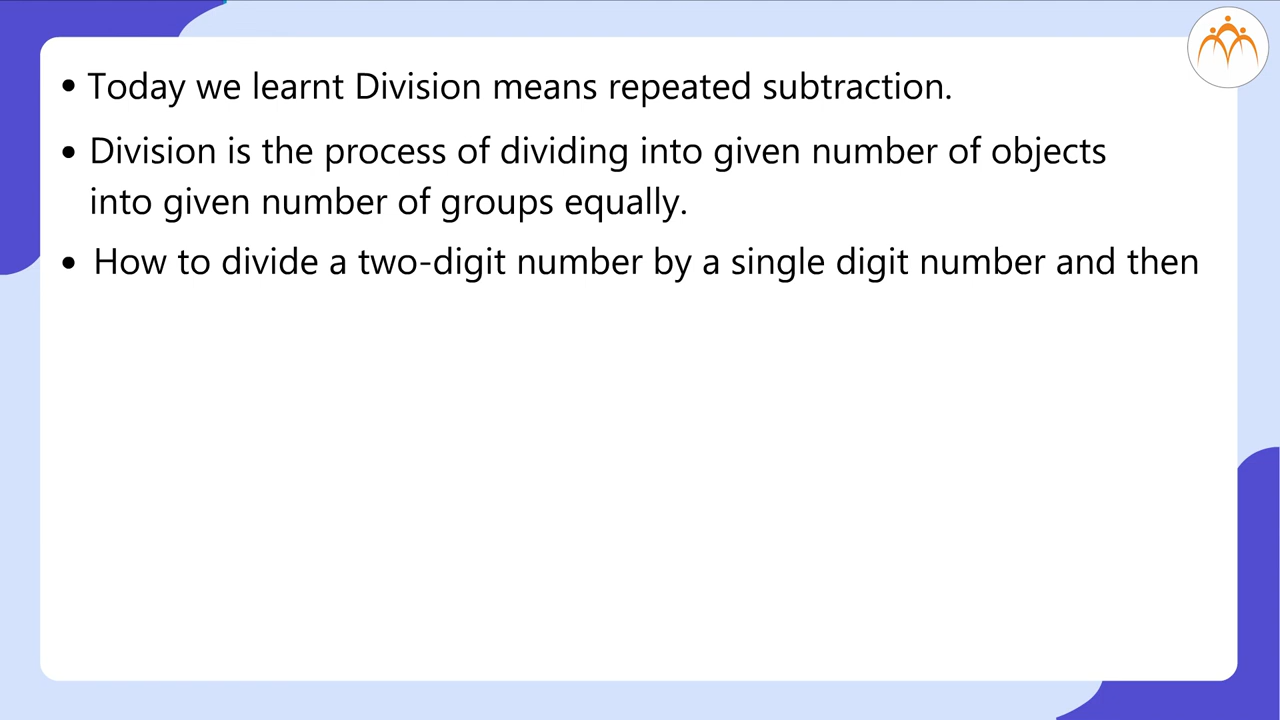 • Today we learnt Division means repeated subtraction.
• Division is the process of dividing into given number of objects
into given number of groups equally.
• How to divide a two-digit number by a single digit number and then